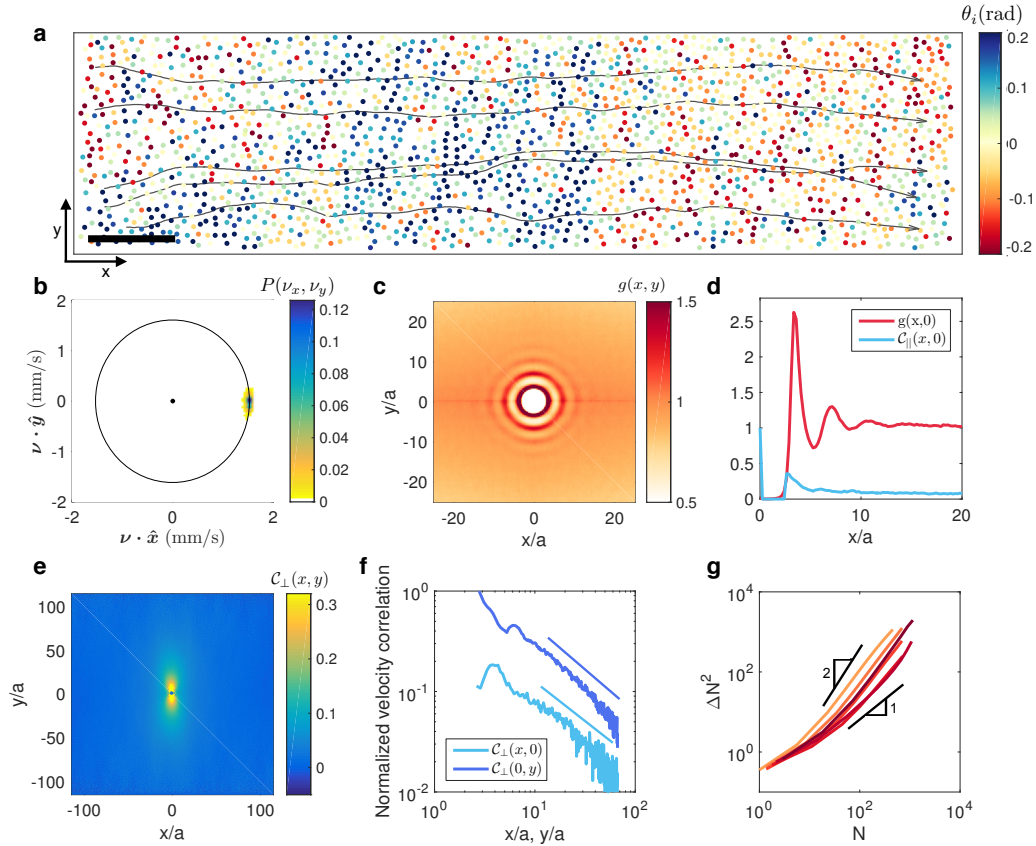 a
θᵢ(rad)
0.2
0.1
0
-0.1
-0.2
y
x
b
P(νₓ, ν_y)
2
1
0
-1
-2
ν · ŷ (mm/s)
-2
0
2
ν · x̂ (mm/s)
0.12
0.10
0.08
0.06
0.04
0.02
0
c
g(x, y)
20
10
0
-10
-20
y/a
-20
0
20
x/a
1.5
1
0.5
d
2.5
2
1.5
1
0.5
0
g(x,0)
C∥(x, 0)
0
10
20
x/a
e
C⊥(x, y)
100
50
0
-50
-100
y/a
-100
0
100
x/a
0.3
0.2
0.1
0
f
Normalized velocity correlation
10⁰
10⁻¹
10⁻²
C⊥(x, 0)
C⊥(0, y)
10⁰
10¹
10²
x/a, y/a
g
ΔN²
10⁴
10²
10⁰
2
1
10⁰
10²
10⁴
N